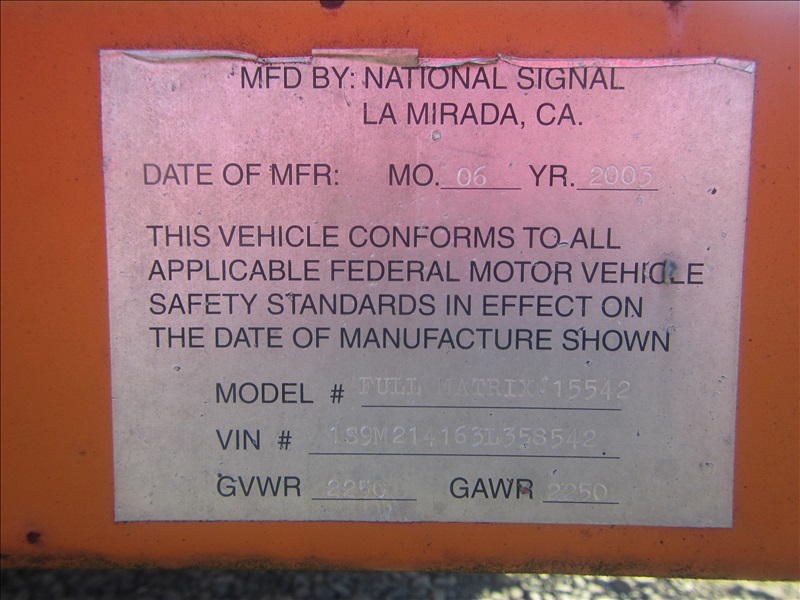 MFD BY: NATIONAL SIGNAL
LA MIRADA, CA.
DATE OF MFR: MO. 06 YR. 2003
THIS VEHICLE CONFORMS TO ALL
APPLICABLE FEDERAL MOTOR VEHICLE
SAFETY STANDARDS IN EFFECT ON
THE DATE OF MANUFACTURE SHOWN
MODEL # FULL MATRIX 15542
VIN # 1S9M214163L358542
GVWR 2250 GAWR 2250